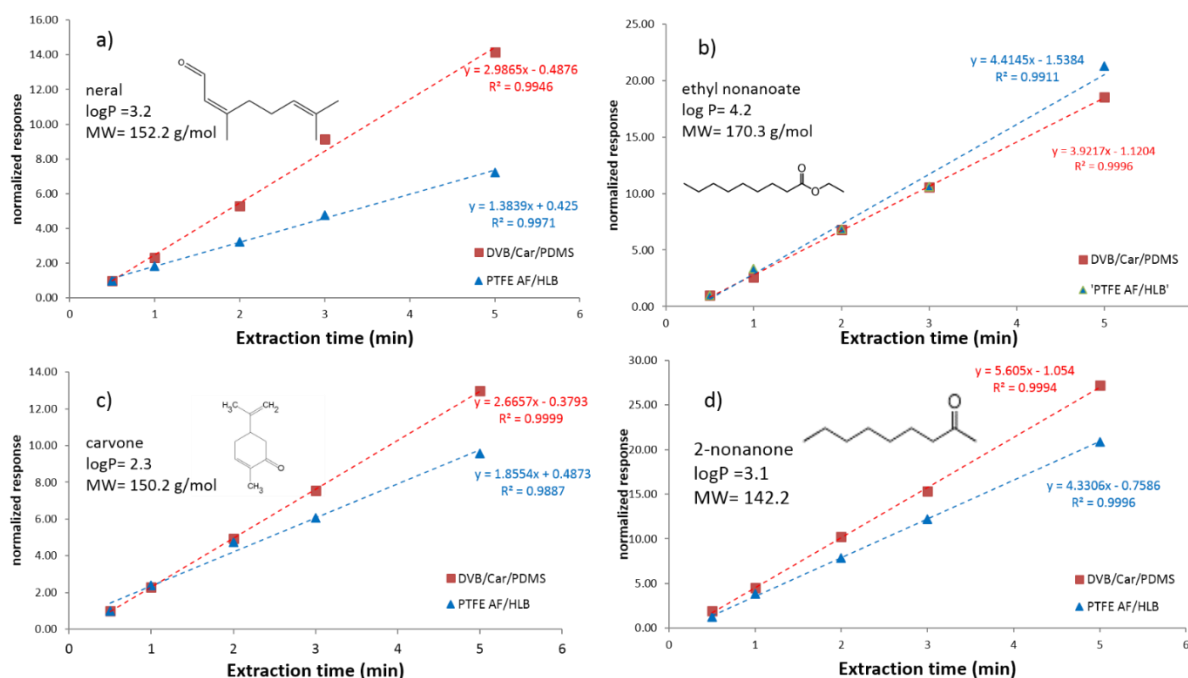 a)
neral
logP =3.2
MW= 152.2 g/mol
O
y = 2.9865x - 0.4876
R² = 0.9946
y = 1.3839x + 0.425
R² = 0.9971
DVB/Car/PDMS
PTFE AF/HLB
normalized response
16.00
14.00
12.00
10.00
8.00
6.00
4.00
2.00
0.00
0 1 2 3 4 5 6
Extraction time (min)
b)
ethyl nonanoate
log P= 4.2
MW= 170.3 g/mol
O
O
y = 4.4145x - 1.5384
R² = 0.9911
y = 3.9217x - 1.1204
R² = 0.9996
DVB/Car/PDMS
'PTFE AF/HLB'
normalized response
25.00
20.00
15.00
10.00
5.00
0.00
0 1 2 3 4 5
Extraction time (min)
c)
carvone
logP= 2.3
MW= 150.2 g/mol
H₃C
CH₂
O
CH₃
y = 2.6657x - 0.3793
R² = 0.9999
y = 1.8554x + 0.4873
R² = 0.9887
DVB/Car/PDMS
PTFE AF/HLB
normalized response
14.00
12.00
10.00
8.00
6.00
4.00
2.00
0.00
0 1 2 3 4 5 6
Extraction time (min)
d)
2-nonanone
logP =3.1
MW= 142.2
O
y = 5.605x - 1.054
R² = 0.9994
y = 4.3306x - 0.7586
R² = 0.9996
DVB/Car/PDMS
PTFE AF/HLB
normalized response
30.00
25.00
20.00
15.00
10.00
5.00
0.00
0 1 2 3 4 5 6
Extraction time (min)